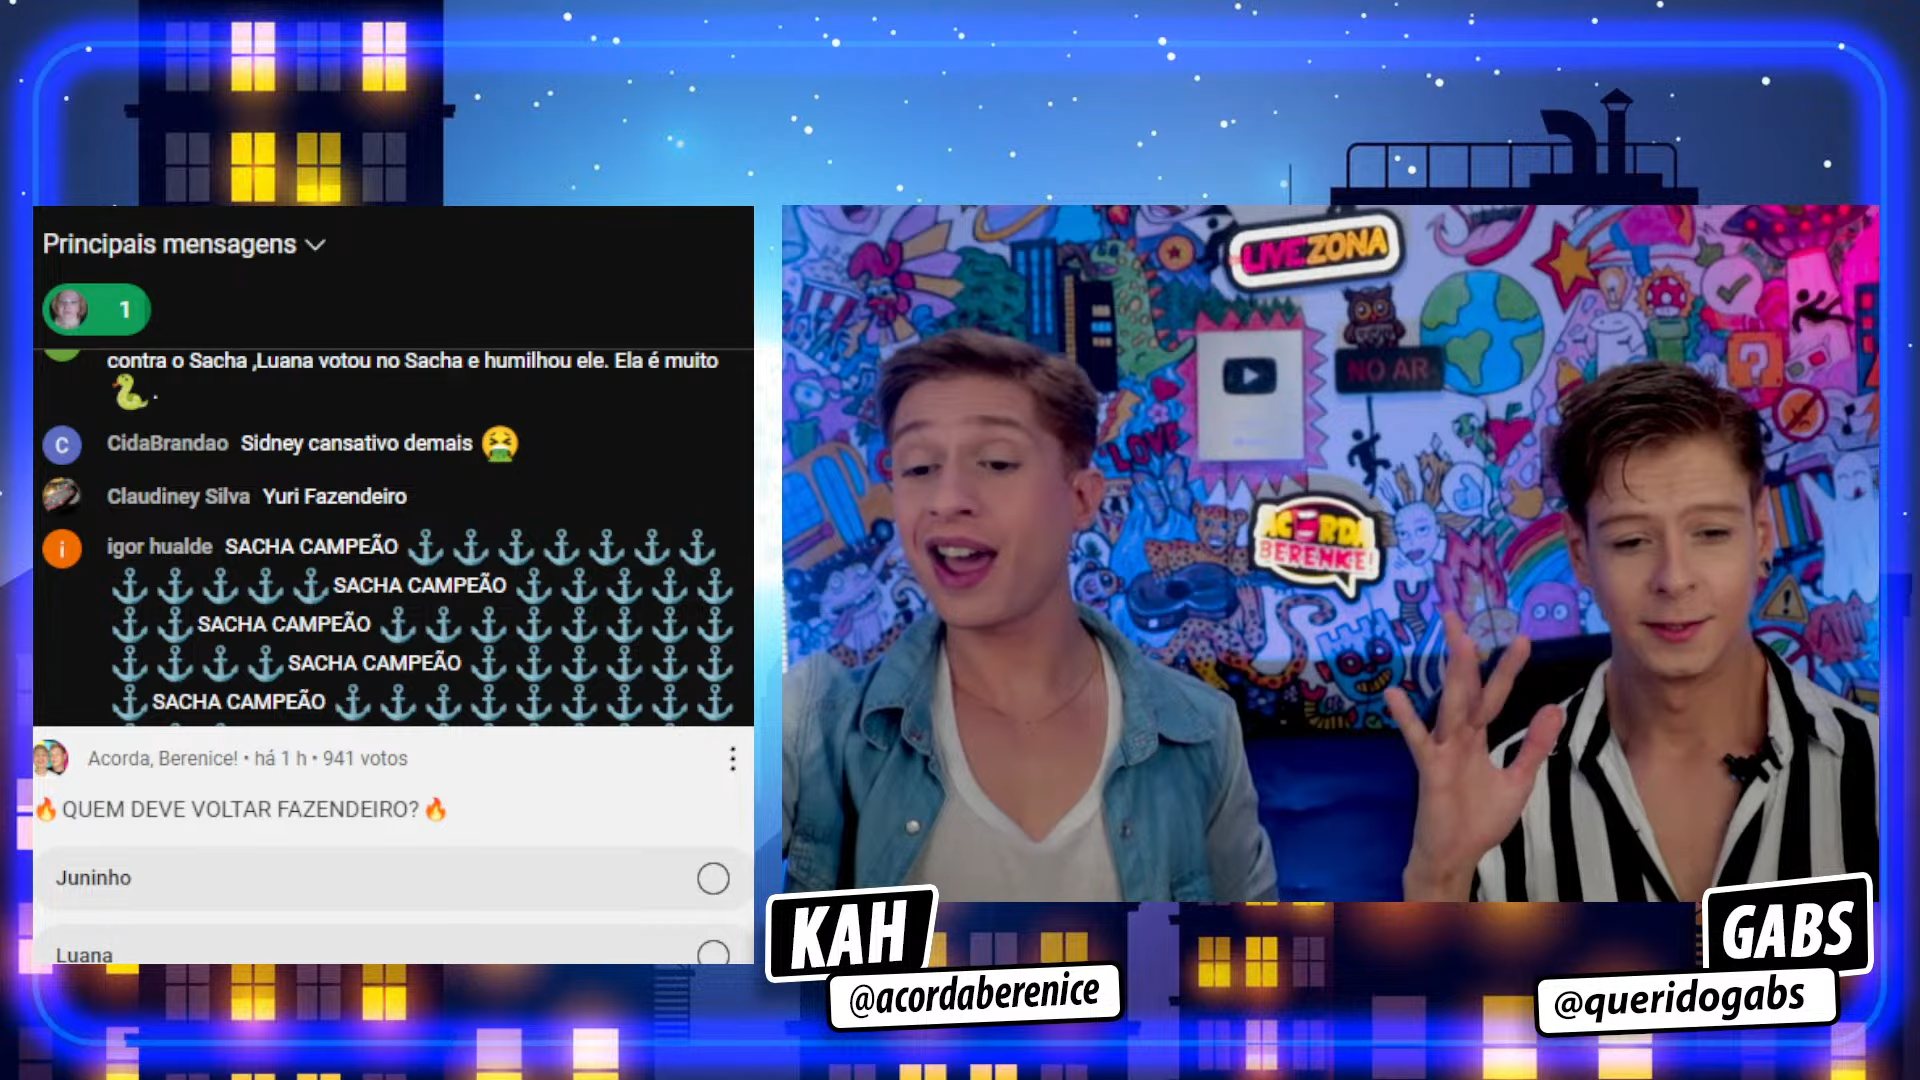 Principais mensagens
1
contra o Sacha ,Luana votou no Sacha e humilhou ele. Ela é muito
🐍 .
C CidaBrandao Sidney cansativo demais 🤮
Claudiney Silva Yuri Fazendeiro
i igor hualde SACHA CAMPEÃO ⚓⚓⚓⚓⚓⚓⚓
⚓⚓⚓⚓⚓SACHA CAMPEÃO ⚓⚓⚓⚓⚓
⚓⚓SACHA CAMPEÃO ⚓⚓⚓⚓⚓⚓⚓⚓
⚓⚓⚓⚓SACHA CAMPEÃO ⚓⚓⚓⚓⚓⚓
⚓SACHA CAMPEÃO ⚓⚓⚓⚓⚓⚓⚓⚓⚓
Acorda, Berenice! • há 1 h • 941 votos
🔥 QUEM DEVE VOLTAR FAZENDEIRO? 🔥
Juninho
Luana
LIVEZONA
NO AR
LOVE
ACORDA
BERENICE!
KAH
@acordaberenice
GABS
@queridogabs